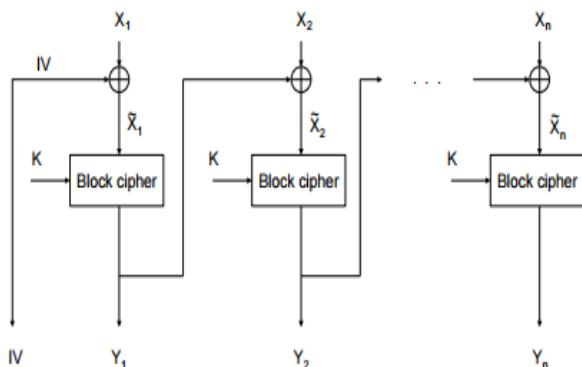 X1 X2 Xn
IV
. . .
X̃1 X̃2 X̃n
K K K
Block cipher Block cipher Block cipher
IV Y1 Y2 Yn